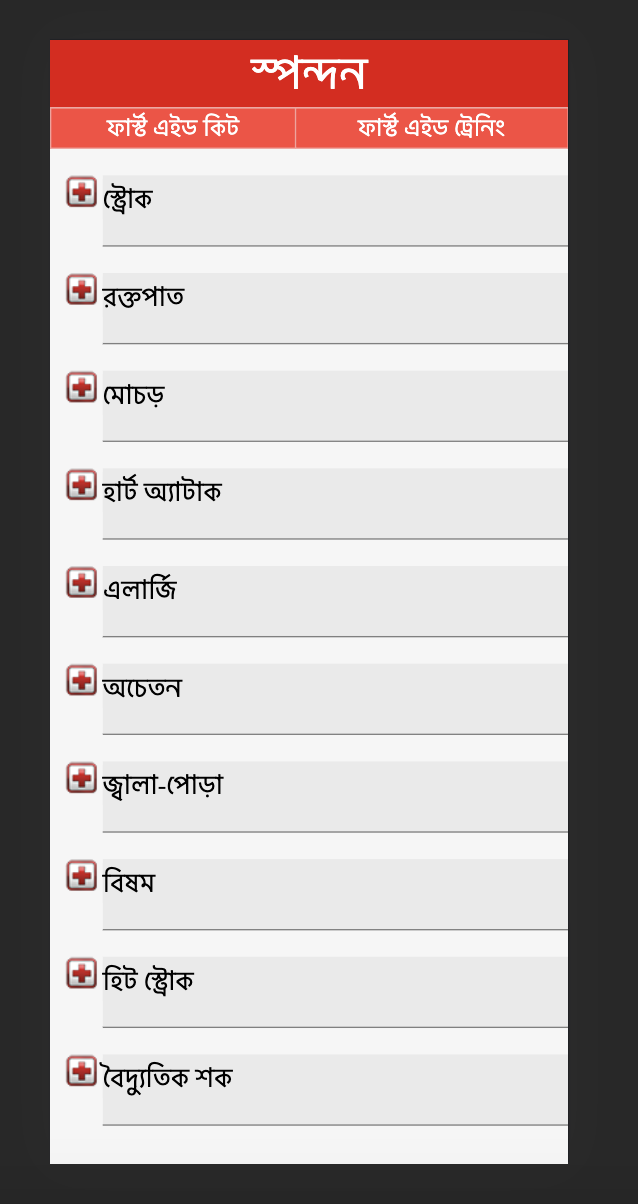 স্পন্দন
ফার্স্ট এইড কিট
ফার্স্ট এইড ট্রেনিং
স্ট্রোক
রক্তপাত
মোচড়
হার্ট অ্যাটাক
এলার্জি
অচেতন
জ্বালা-পোড়া
বিষম
হিট স্ট্রোক
বৈদ্যুতিক শক